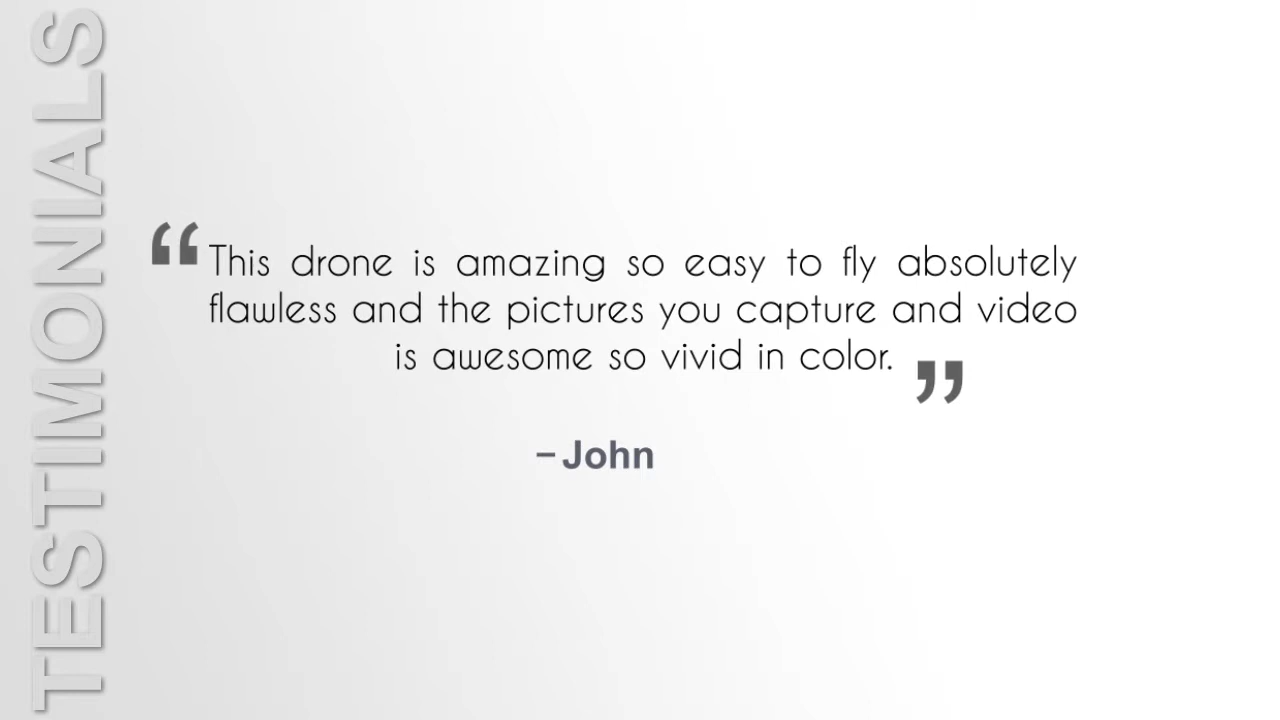 TESTIMONIALS
“This drone is amazing so easy to fly absolutely
flawless and the pictures you capture and video
is awesome so vivid in color.”
– John